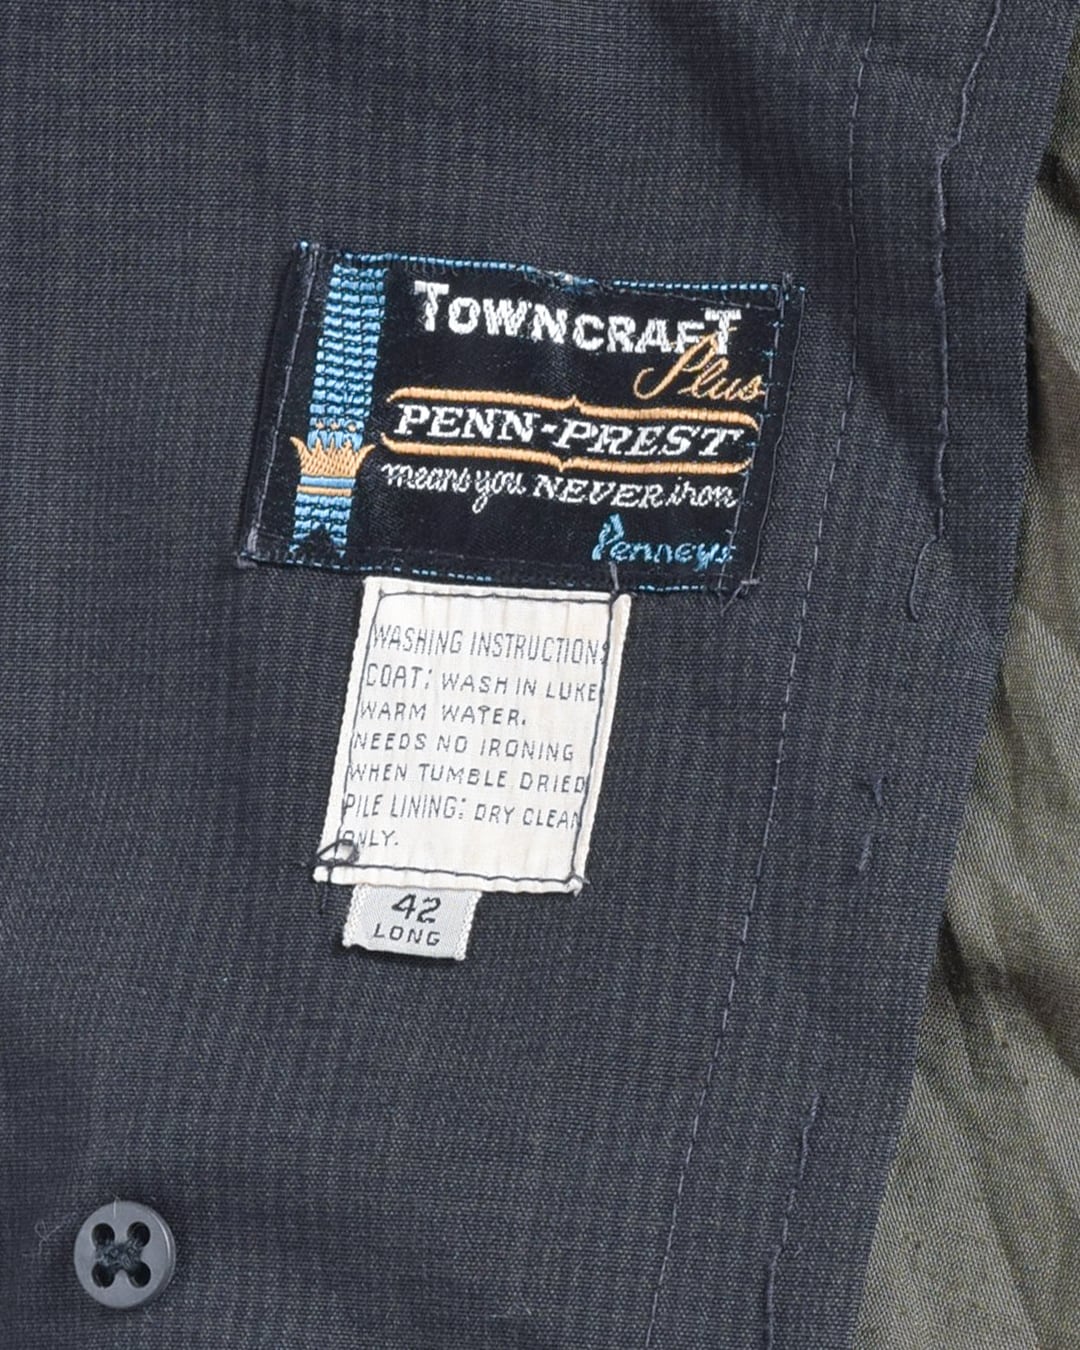 TOWNCRAFT
Plus
PENN-PREST
means you NEVER iron
Penneys
WASHING INSTRUCTIONS
COAT: WASH IN LUKE
WARM WATER.
NEEDS NO IRONING
WHEN TUMBLE DRIED
PILE LINING: DRY CLEAN
ONLY.
42
LONG